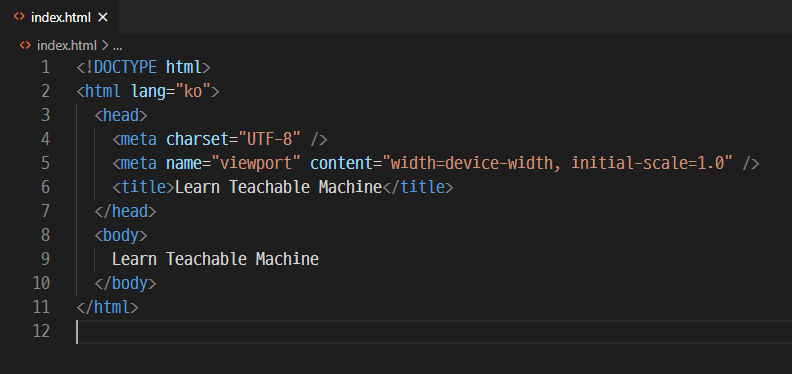 index.html
index.html > ...
1 <!DOCTYPE html>
2 <html lang="ko">
3   <head>
4     <meta charset="UTF-8" />
5     <meta name="viewport" content="width=device-width, initial-scale=1.0" />
6     <title>Learn Teachable Machine</title>
7   </head>
8   <body>
9     Learn Teachable Machine
10   </body>
11 </html>
12